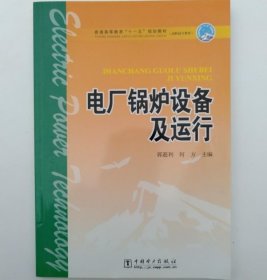 普通高等教育“十一五”规划教材
DIANCHANG GUOLU SHEBEI
JI YUNXING
电厂锅炉设备
及运行
主编
中国电力出版社
Electric Power Technology